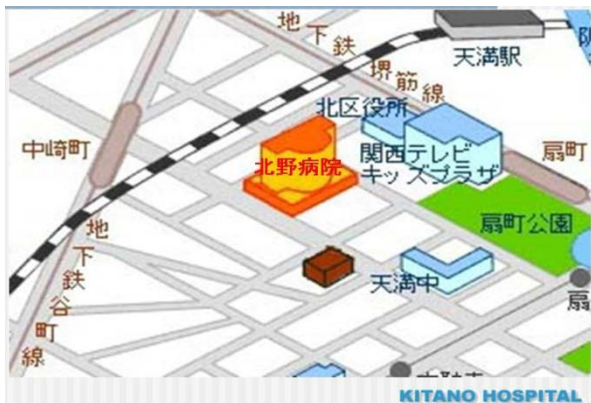 地下鉄堺筋線
天満駅
北区役所
中崎町
北野病院
関西テレビ
キッズプラザ
扇町
扇町公園
地下鉄谷町線
天満中
扇
KITANO HOSPITAL